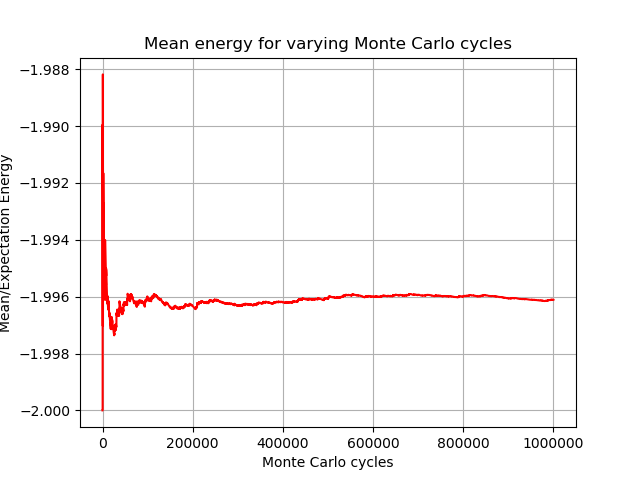 Mean energy for varying Monte Carlo cycles
−1.988
−1.990
−1.992
−1.994
−1.996
−1.998
−2.000
Mean/Expectation Energy
0 200000 400000 600000 800000 1000000
Monte Carlo cycles